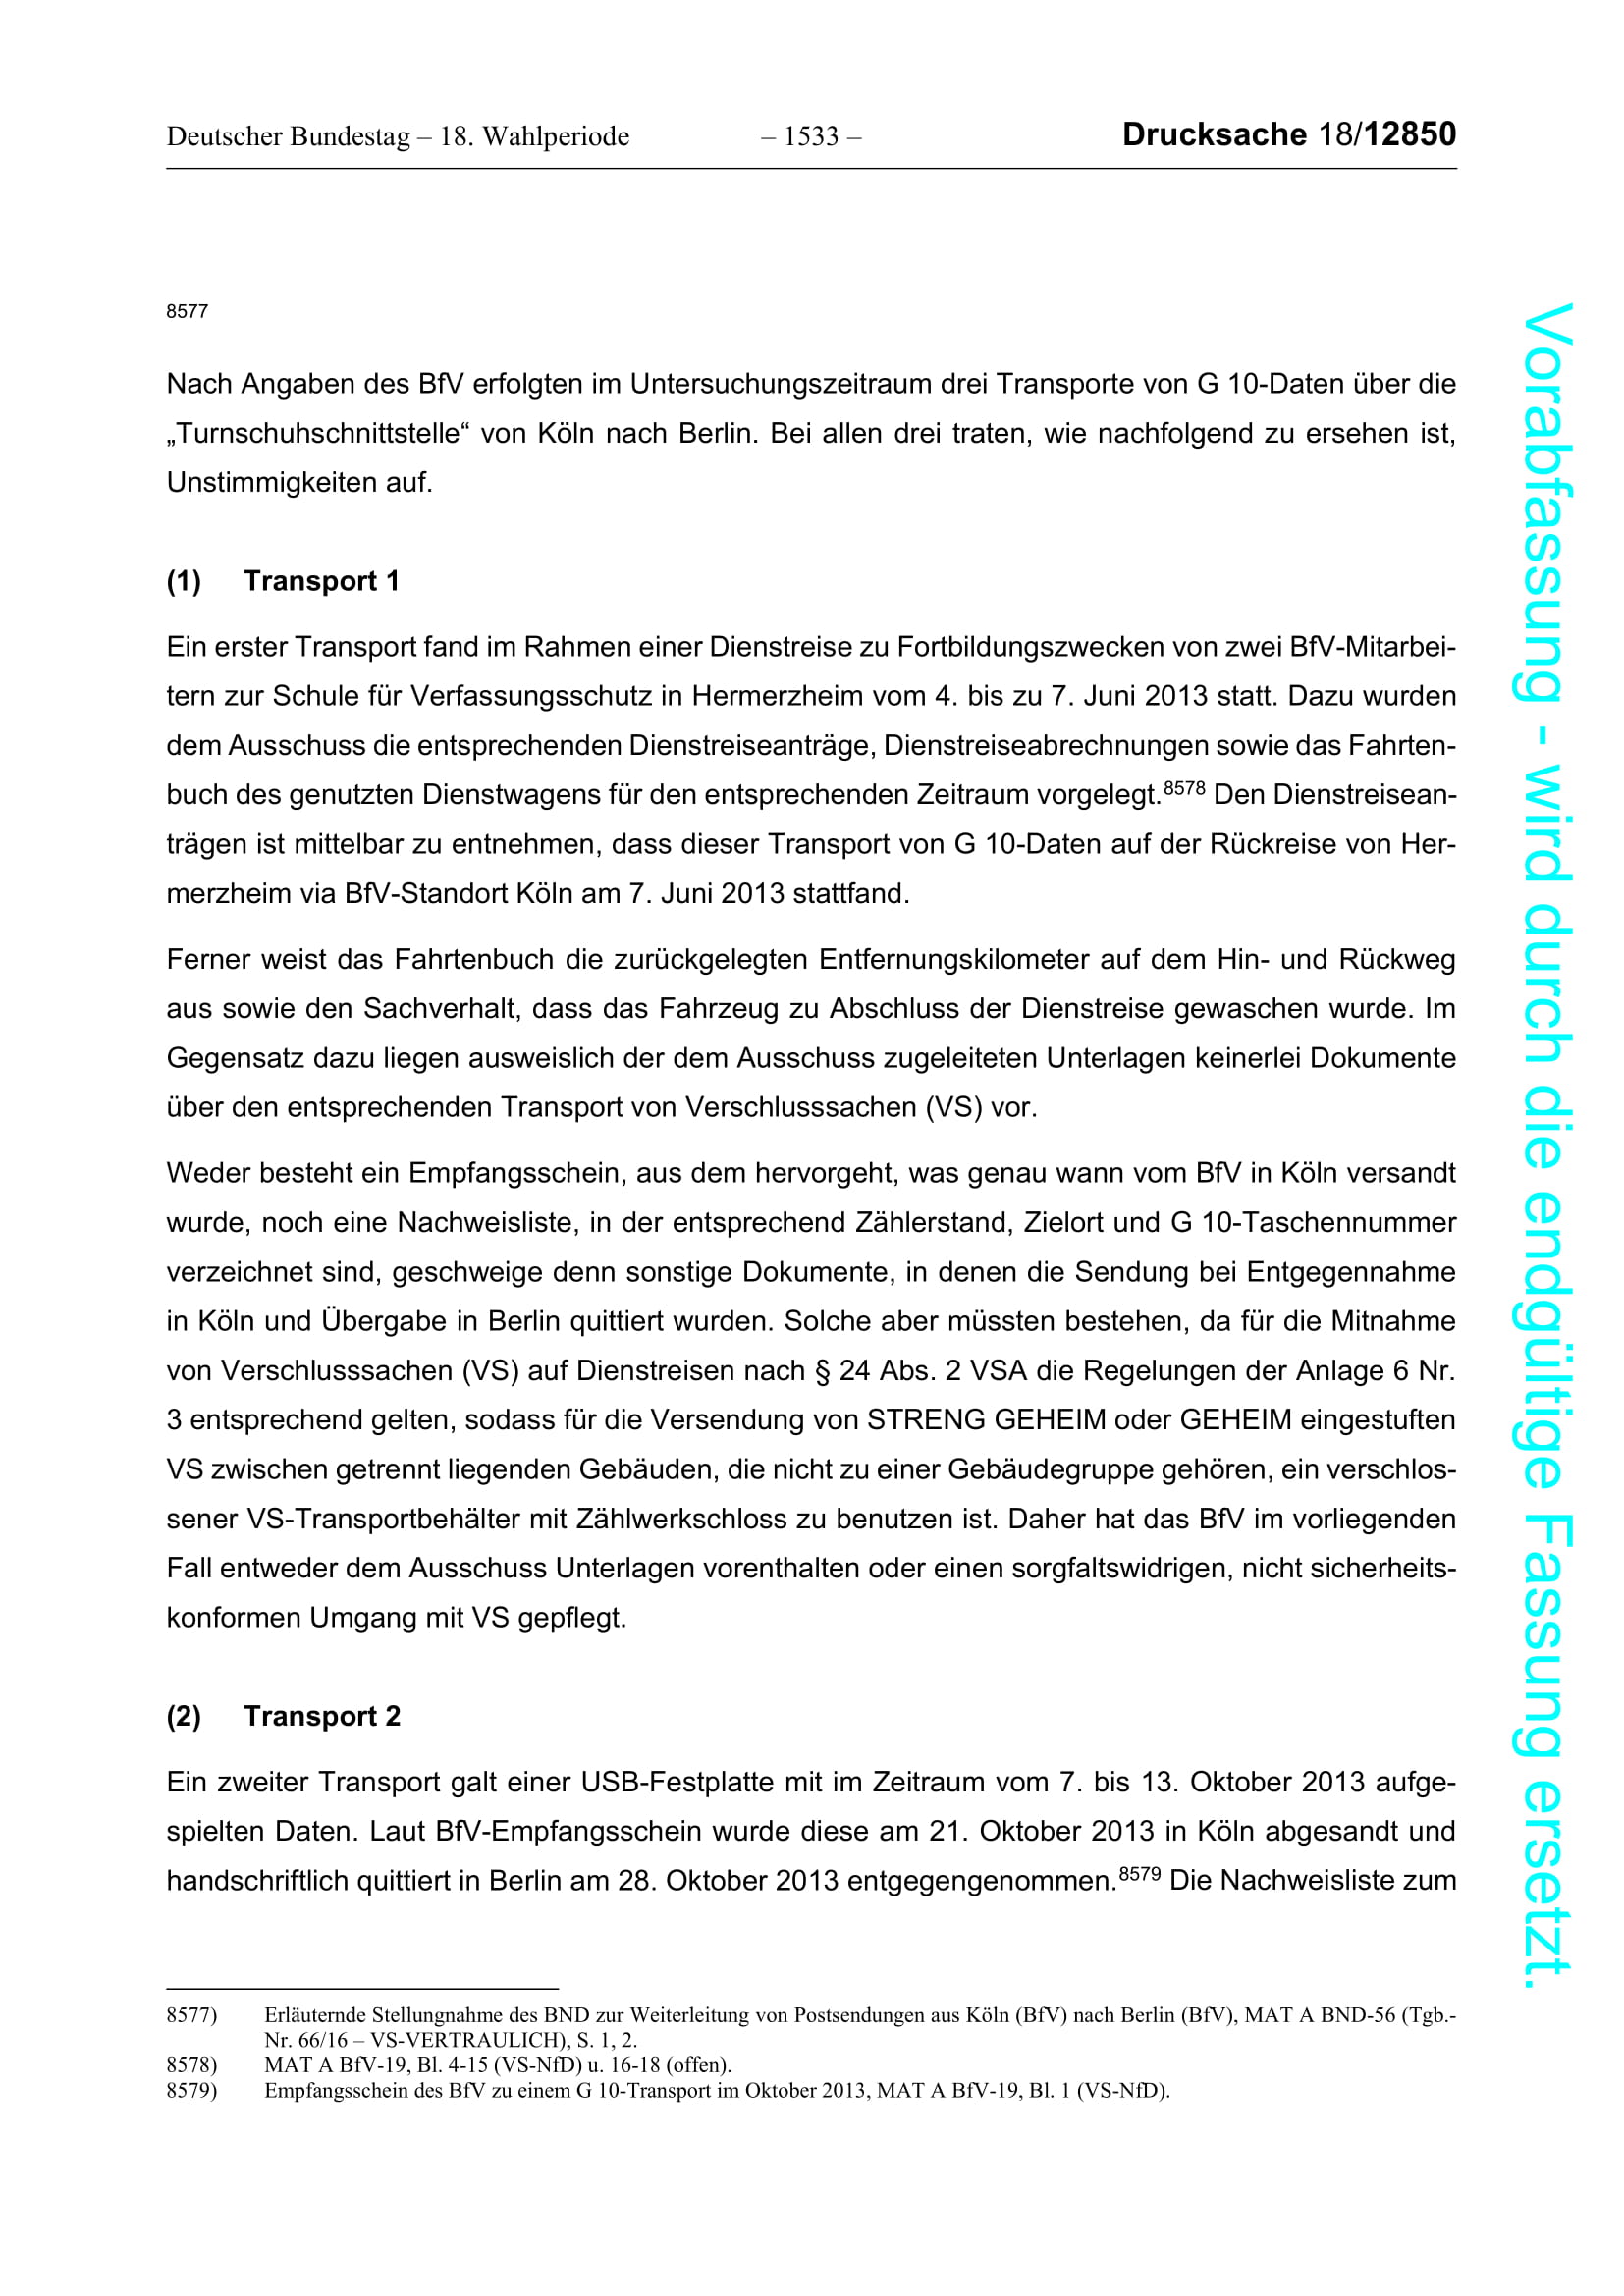 Deutscher Bundestag – 18. Wahlperiode – 1533 – Drucksache 18/12850
8577
Nach Angaben des BfV erfolgten im Untersuchungszeitraum drei Transporte von G 10-Daten über die
„Turnschuhschnittstelle“ von Köln nach Berlin. Bei allen drei traten, wie nachfolgend zu ersehen ist,
Unstimmigkeiten auf.
(1) Transport 1
Ein erster Transport fand im Rahmen einer Dienstreise zu Fortbildungszwecken von zwei BfV-Mitarbei-
tern zur Schule für Verfassungsschutz in Hermerzheim vom 4. bis zu 7. Juni 2013 statt. Dazu wurden
dem Ausschuss die entsprechenden Dienstreiseanträge, Dienstreiseabrechnungen sowie das Fahrten-
buch des genutzten Dienstwagens für den entsprechenden Zeitraum vorgelegt.8578 Den Dienstreisean-
trägen ist mittelbar zu entnehmen, dass dieser Transport von G 10-Daten auf der Rückreise von Her-
merzheim via BfV-Standort Köln am 7. Juni 2013 stattfand.
Ferner weist das Fahrtenbuch die zurückgelegten Entfernungskilometer auf dem Hin- und Rückweg
aus sowie den Sachverhalt, dass das Fahrzeug zu Abschluss der Dienstreise gewaschen wurde. Im
Gegensatz dazu liegen ausweislich der dem Ausschuss zugeleiteten Unterlagen keinerlei Dokumente
über den entsprechenden Transport von Verschlusssachen (VS) vor.
Weder besteht ein Empfangsschein, aus dem hervorgeht, was genau wann vom BfV in Köln versandt
wurde, noch eine Nachweisliste, in der entsprechend Zählerstand, Zielort und G 10-Taschennummer
verzeichnet sind, geschweige denn sonstige Dokumente, in denen die Sendung bei Entgegennahme
in Köln und Übergabe in Berlin quittiert wurden. Solche aber müssten bestehen, da für die Mitnahme
von Verschlusssachen (VS) auf Dienstreisen nach § 24 Abs. 2 VSA die Regelungen der Anlage 6 Nr.
3 entsprechend gelten, sodass für die Versendung von STRENG GEHEIM oder GEHEIM eingestuften
VS zwischen getrennt liegenden Gebäuden, die nicht zu einer Gebäudegruppe gehören, ein verschlos-
sener VS-Transportbehälter mit Zählwerkschloss zu benutzen ist. Daher hat das BfV im vorliegenden
Fall entweder dem Ausschuss Unterlagen vorenthalten oder einen sorgfaltswidrigen, nicht sicherheits-
konformen Umgang mit VS gepflegt.
(2) Transport 2
Ein zweiter Transport galt einer USB-Festplatte mit im Zeitraum vom 7. bis 13. Oktober 2013 aufge-
spielten Daten. Laut BfV-Empfangsschein wurde diese am 21. Oktober 2013 in Köln abgesandt und
handschriftlich quittiert in Berlin am 28. Oktober 2013 entgegengenommen.8579 Die Nachweisliste zum
8577) Erläuternde Stellungnahme des BND zur Weiterleitung von Postsendungen aus Köln (BfV) nach Berlin (BfV), MAT A BND-56 (Tgb.-
Nr. 66/16 – VS-VERTRAULICH), S. 1, 2.
8578) MAT A BfV-19, Bl. 4-15 (VS-NfD) u. 16-18 (offen).
8579) Empfangsschein des BfV zu einem G 10-Transport im Oktober 2013, MAT A BfV-19, Bl. 1 (VS-NfD).
Vorabfassung - wird durch die endgültige Fassung ersetzt.